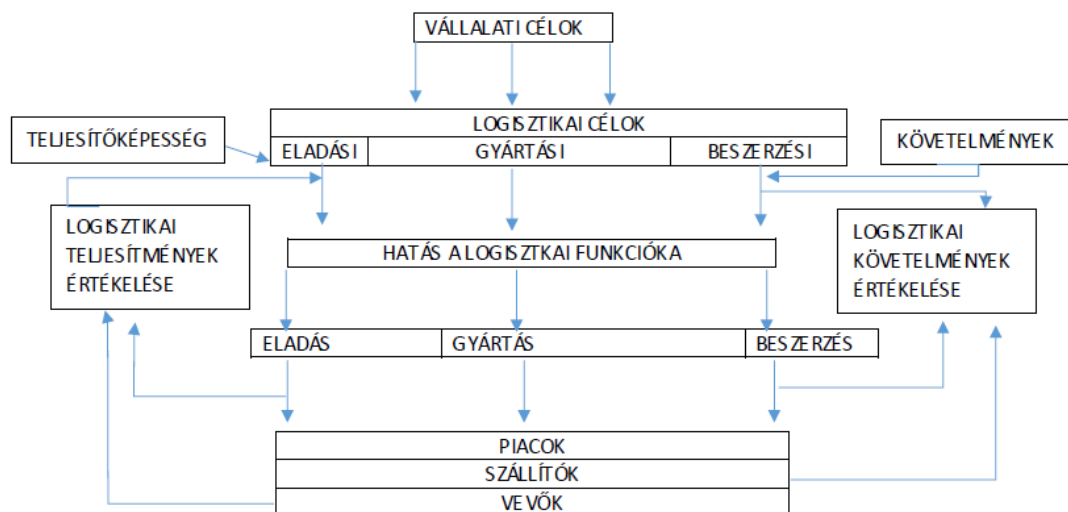 VÁLLALATI CÉLOK
LOGISZTIKAI CÉLOK
TELJESÍTŐKÉPESSÉG
ELADÁSI
GYÁRTÁSI
BESZERZÉSI
KÖVETELMÉNYEK
LOGISZTIKAI
TELJESÍTMÉNYEK
ÉRTÉKELÉSE
LOGISZTIKAI
KÖVETELMÉNYEK
ÉRTÉKELÉSE
HATÁS A LOGISZTKAI FUNKCIÓKA
ELADÁS
GYÁRTÁS
BESZERZÉS
PIACOK
SZÁLLÍTÓK
VEVŐK